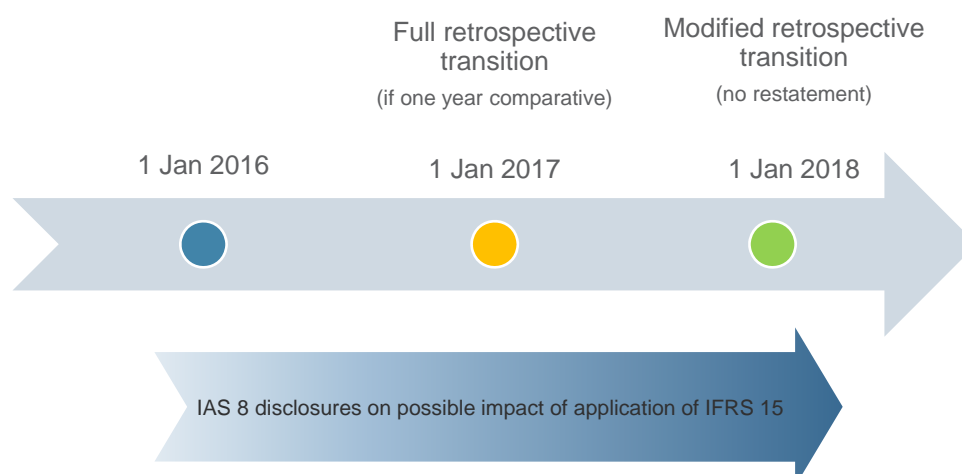 Full retrospective
transition
(if one year comparative)
Modified retrospective
transition
(no restatement)
1 Jan 2016
1 Jan 2017
1 Jan 2018
IAS 8 disclosures on possible impact of application of IFRS 15